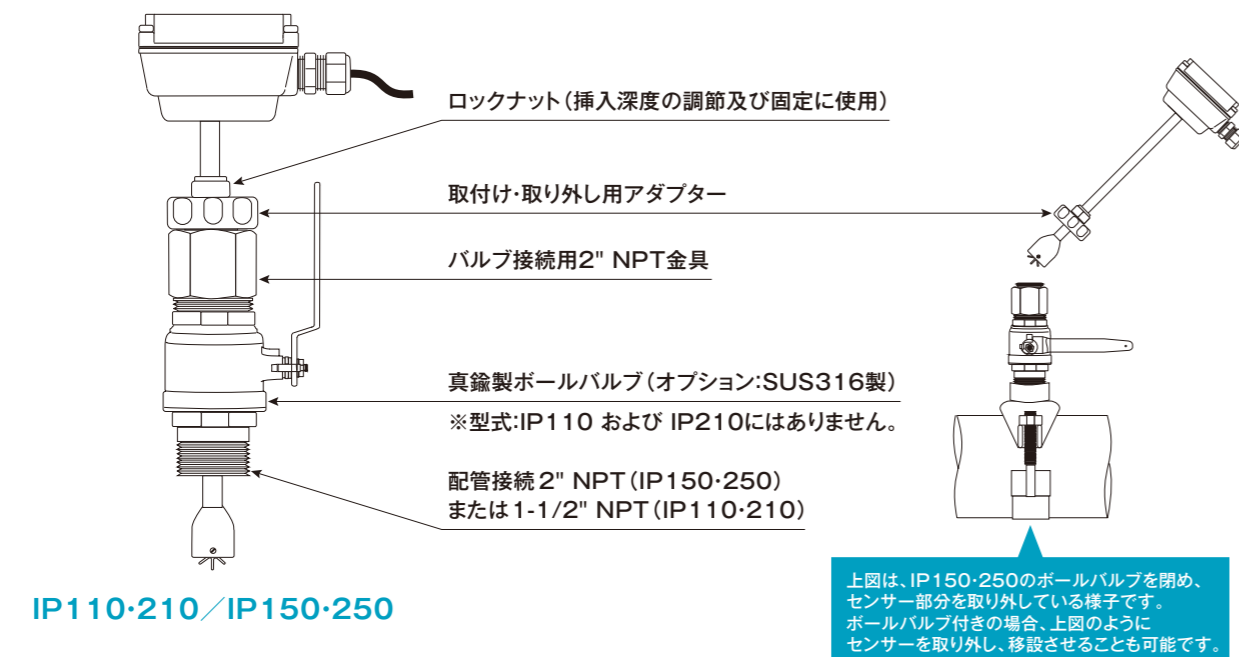 ロックナット（挿入深度の調節及び固定に使用）
取付け・取り外し用アダプター
バルブ接続用2" NPT金具
真鍮製ボールバルブ（オプション:SUS316製）
※型式:IP110 および IP210にはありません。
配管接続 2" NPT（IP150・250）
または1-1/2" NPT（IP110・210）
IP110・210／IP150・250
上図は、IP150・250のボールバルブを閉め、
センサー部分を取り外している様子です。
ボールバルブ付きの場合、上図のように
センサーを取り外し、移設させることも可能です。